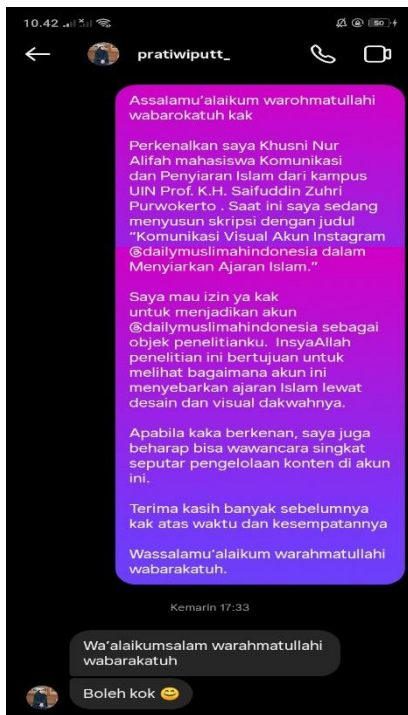 10.42
50
pratiwiputt_
Assalamu'alaikum warohmatullahi
wabarokatuh kak
Perkenalkan saya Khusni Nur
Alifah mahasiswa Komunikasi
dan Penyiaran Islam dari kampus
UIN Prof. K.H. Saifuddin Zuhri
Purwokerto . Saat ini saya sedang
menyusun skripsi dengan judul
"Komunikasi Visual Akun Instagram
@dailymuslimahindonesia dalam
Menyiarkan Ajaran Islam."
Saya mau izin ya kak
untuk menjadikan akun
@dailymuslimahindonesia sebagai
objek penelitianku. InsyaAllah
penelitian ini bertujuan untuk
melihat bagaimana akun ini
menyebarkan ajaran Islam lewat
desain dan visual dakwahnya.
Apabila kaka berkenan, saya juga
beharap bisa wawancara singkat
seputar pengelolaan konten di akun
ini.
Terima kasih banyak sebelumnya
kak atas waktu dan kesempatannya
Wassalamu'alaikum warahmatullahi
wabarakatuh.
Kemarin 17:33
Wa'alaikumsalam warahmatullahi
wabarakatuh
Boleh kok 😊